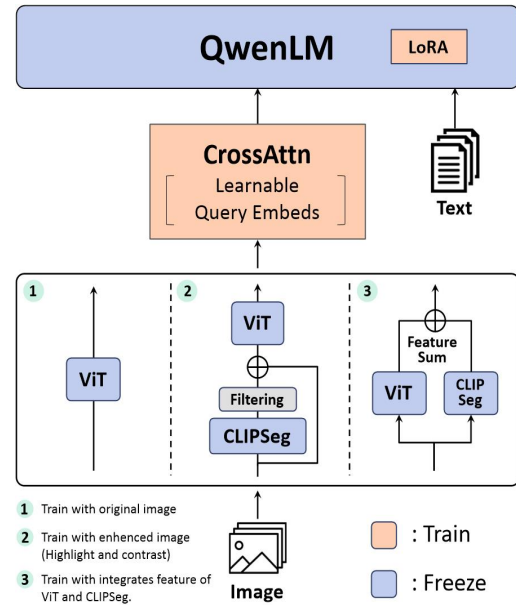 QwenLM
LoRA
CrossAttn
Learnable
Query Embeds
Text
1
2
3
ViT
ViT
Filtering
CLIPSeg
Feature
Sum
ViT
CLIP
Seg
1 Train with original image
2 Train with enhenced image
(Highlight and contrast)
3 Train with integrates feature of
ViT and CLIPSeg.
Image
: Train
: Freeze